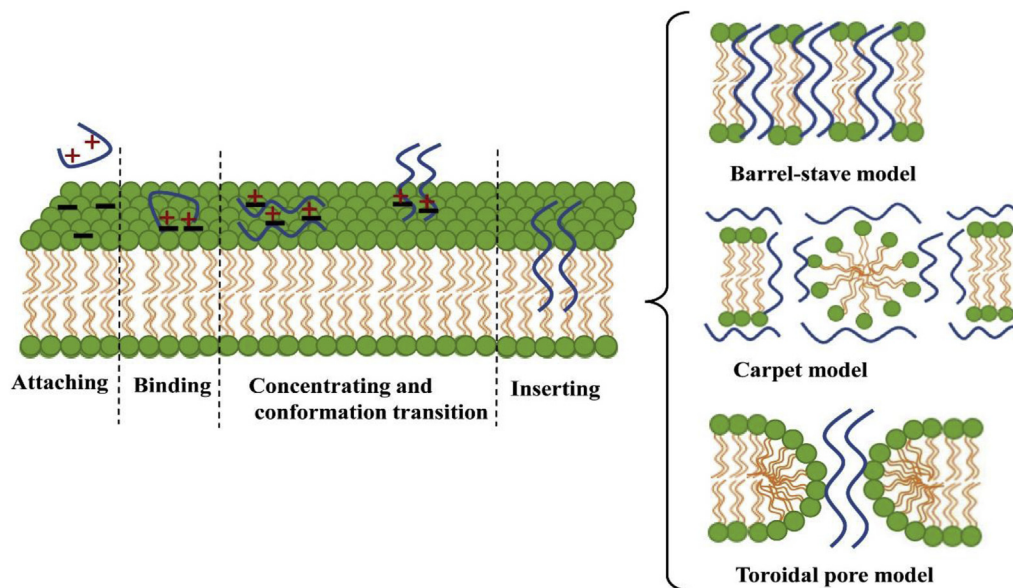 Attaching
Binding
Concentrating and
conformation transition
Inserting
Barrel-stave model
Carpet model
Toroidal pore model